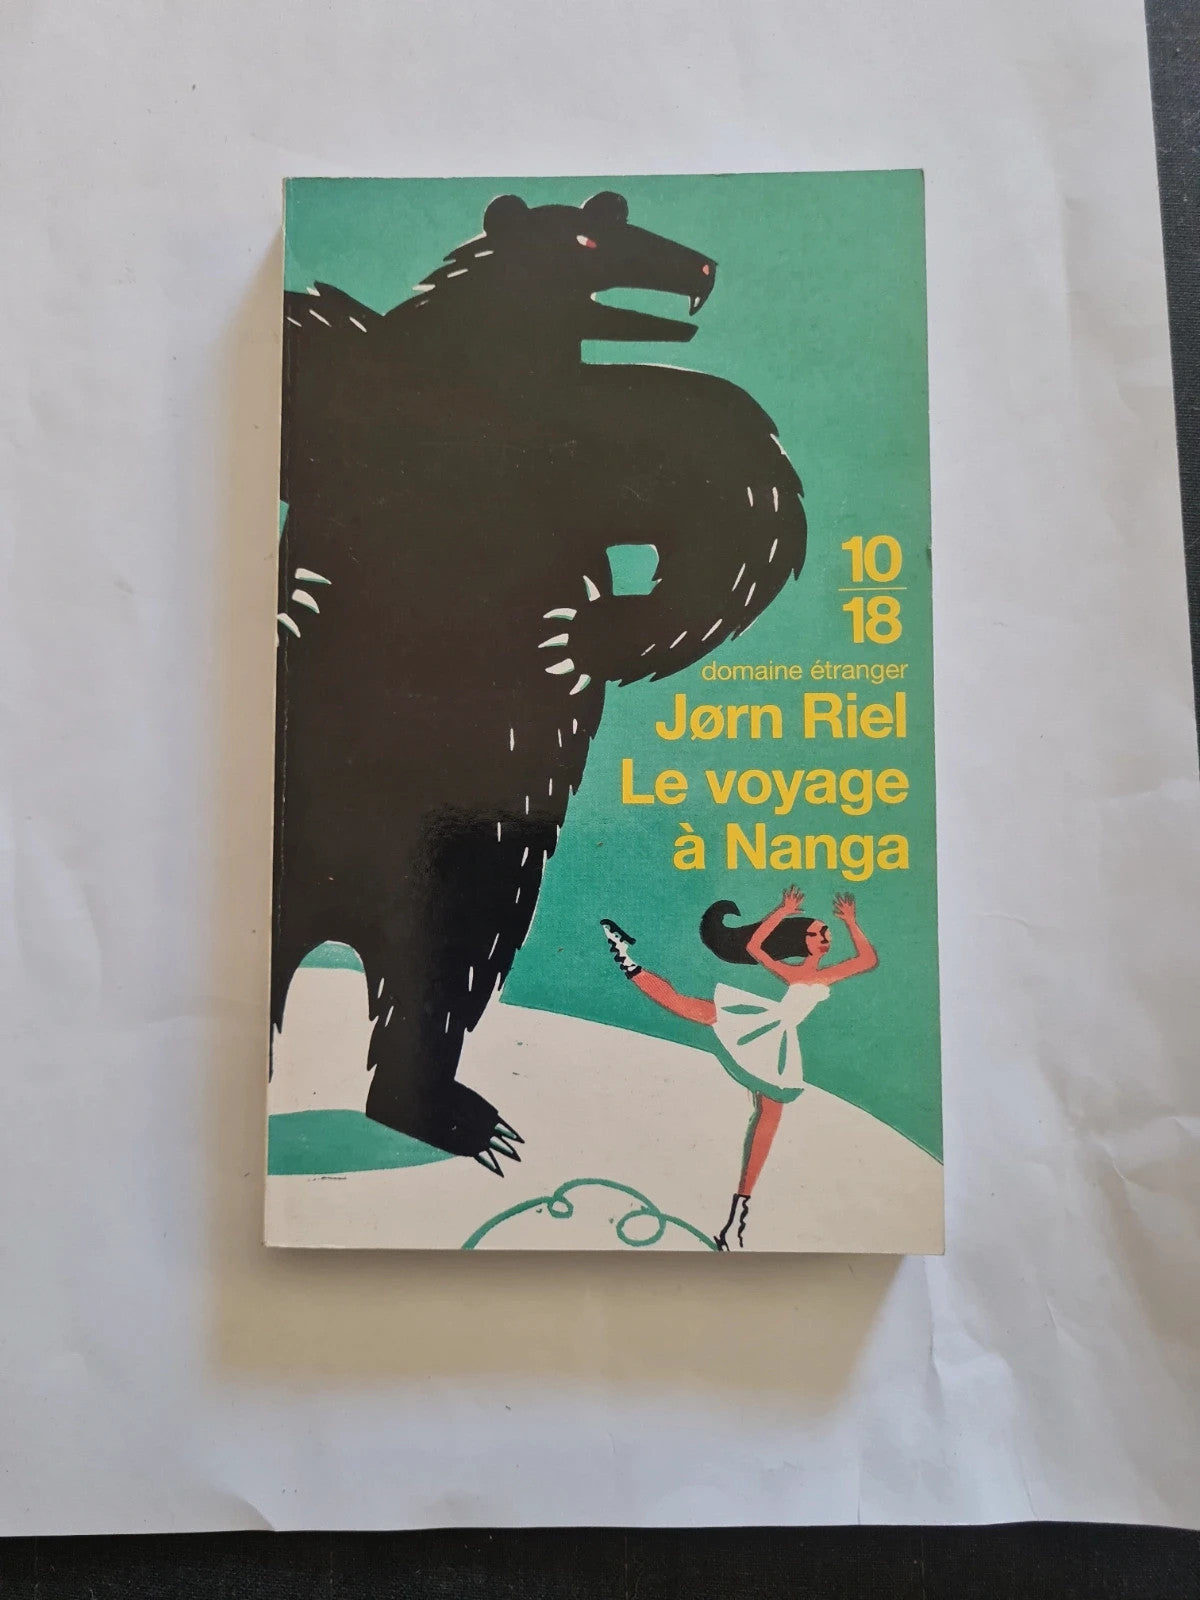 10
18
domaine étranger
Jørn Riel
Le voyage
à Nanga